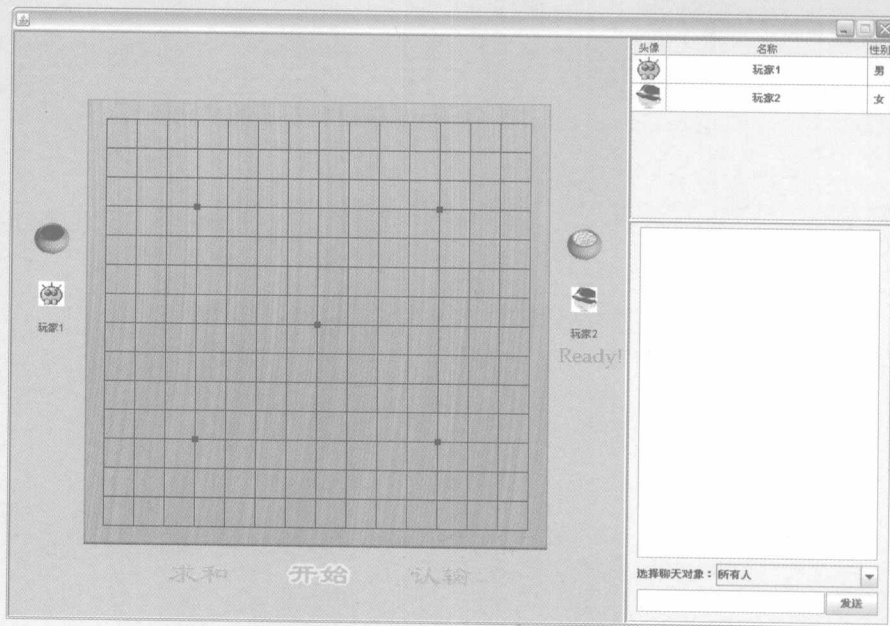 头像 名称 性别
玩家1 男
玩家2 女
玩家1
玩家2
Ready!
求和 开始 认输
选择聊天对象：所有人
发送